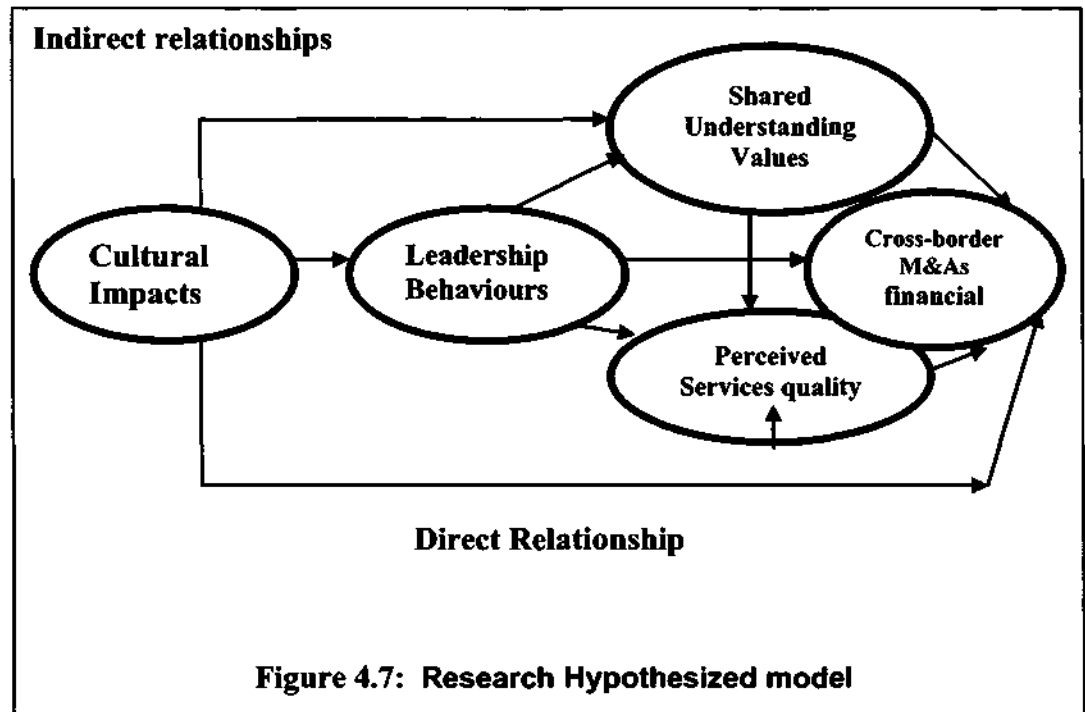 Indirect relationships
Shared
Understanding
Values
Cultural
Impacts
Leadership
Behaviours
Cross-border
M&As
financial
Perceived
Services quality
Direct Relationship
Figure 4.7: Research Hypothesized model